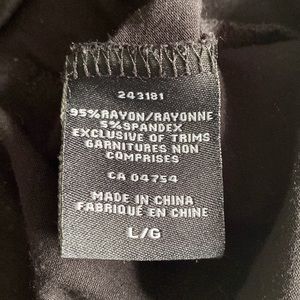 243181
95%RAYON/RAYONNE
5%SPANDEX
EXCLUSIVE OF TRIMS
GARNITURES NON
COMPRISES
CA 04754
MADE IN CHINA
FABRIQUÉ EN CHINE
L/G